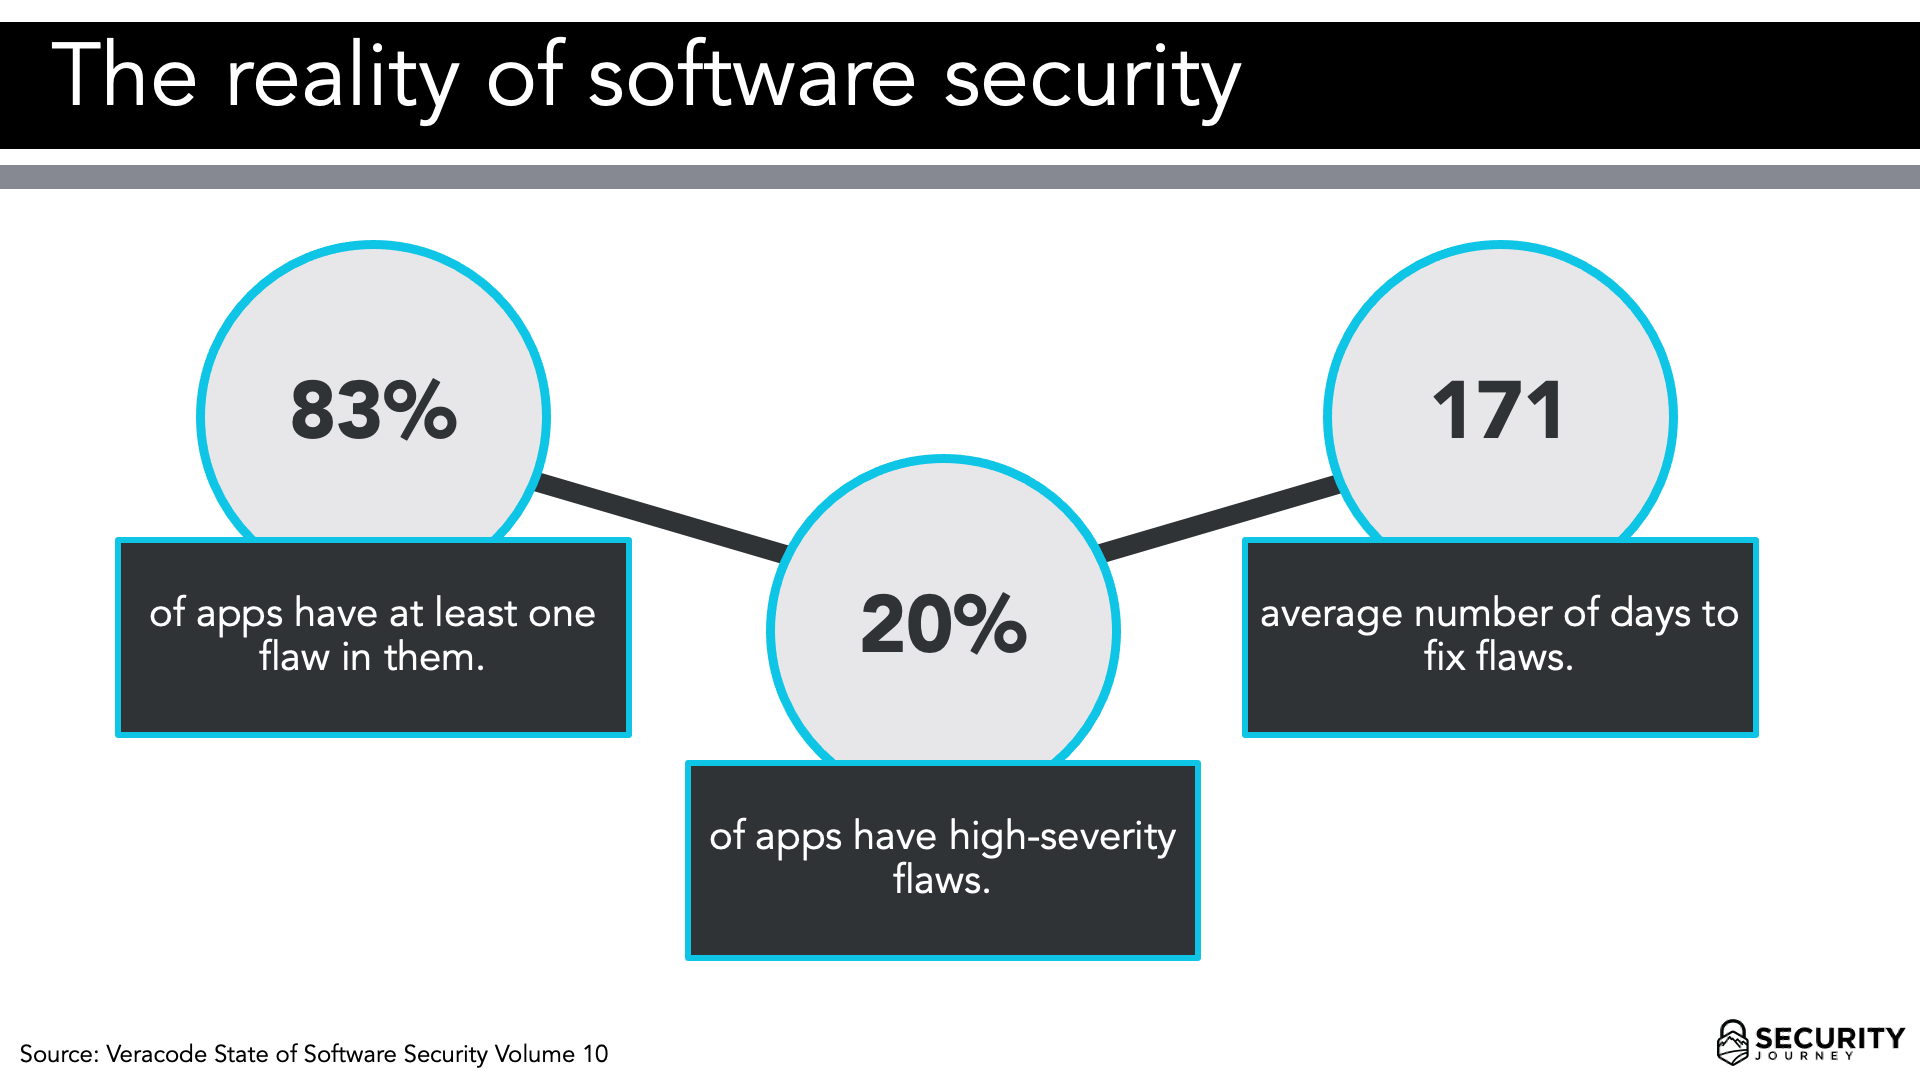 The reality of software security
83%
of apps have at least one
flaw in them.
20%
of apps have high-severity
flaws.
171
average number of days to
fix flaws.
Source: Veracode State of Software Security Volume 10
SECURITY
JOURNEY